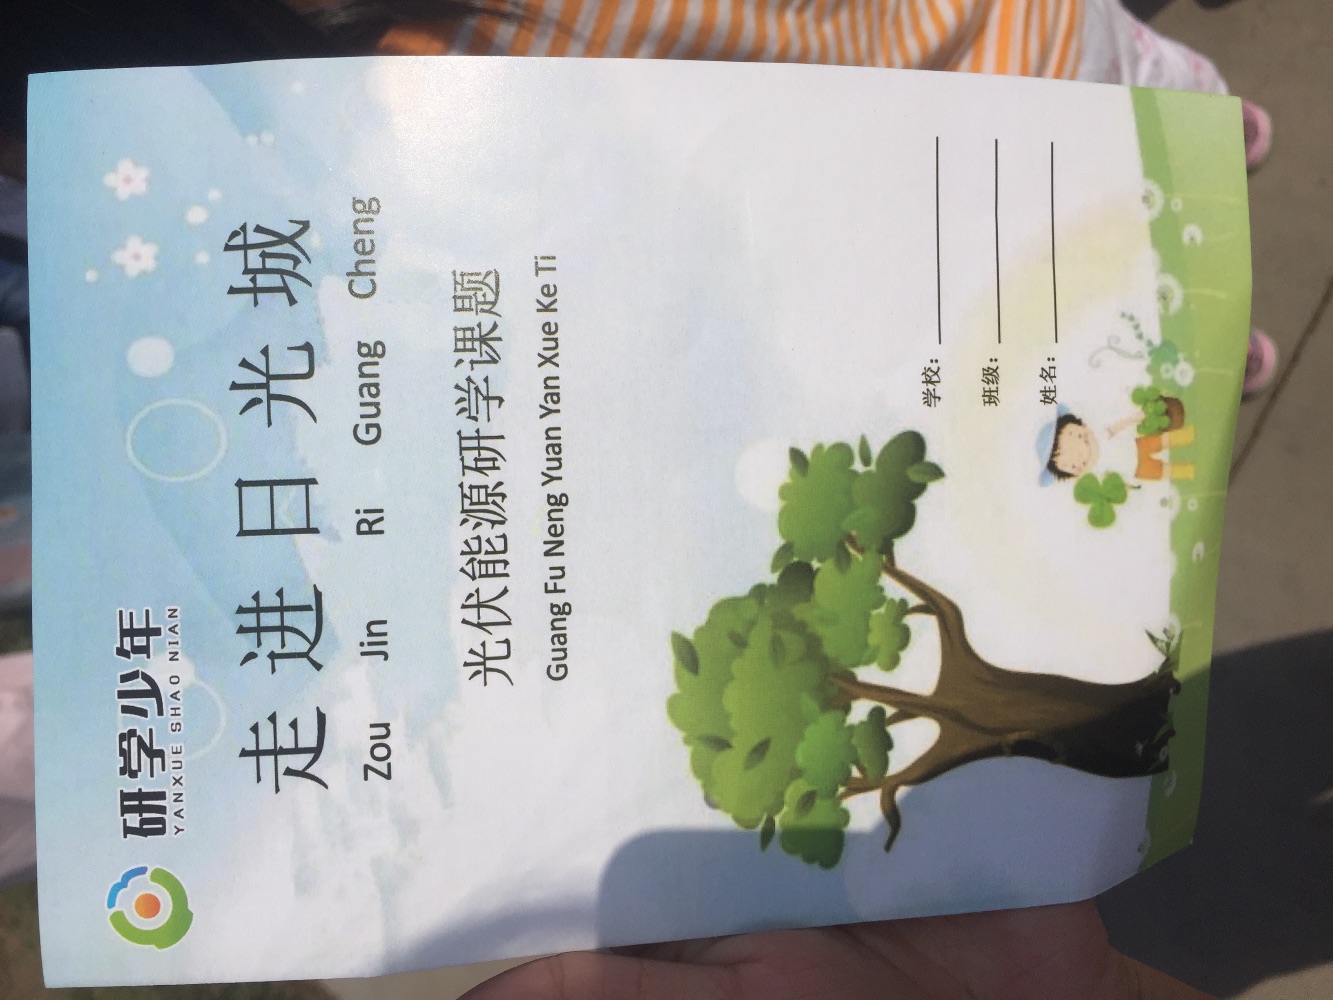 研学少年
YANXUE SHAO NIAN
走进日光城
Zou Jin Ri Guang Cheng
光伏能源研学课题
Guang Fu Neng Yuan Yan Xue Ke Ti
学校：
班级：
姓名：